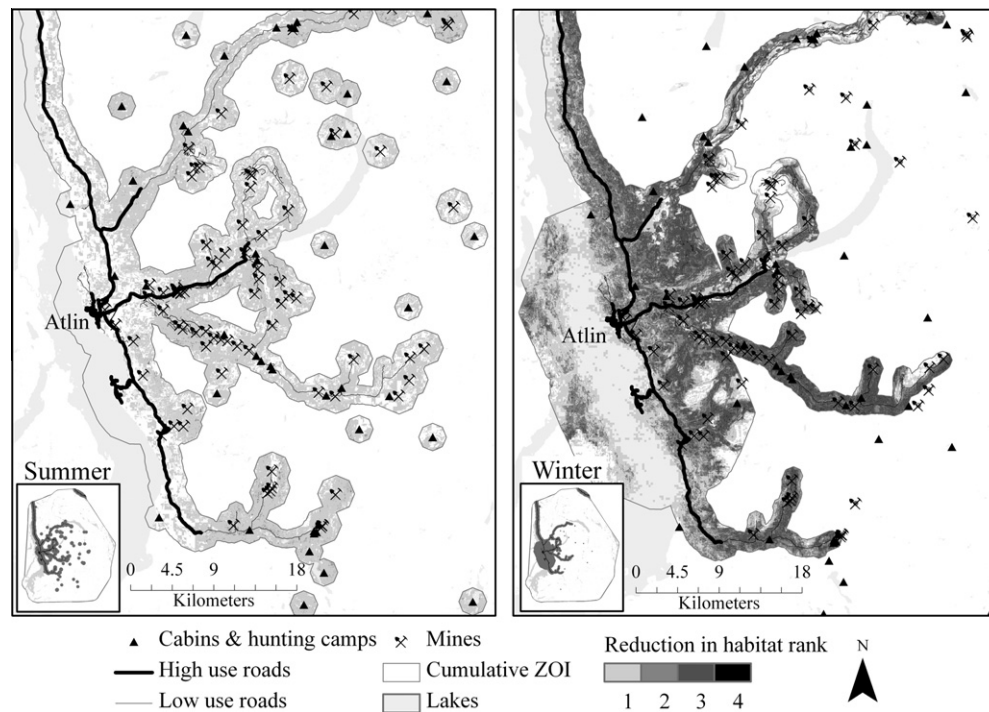 Atlin
Summer
0 4.5 9 18
Kilometers
Atlin
Winter
0 4.5 9 18
Kilometers
Cabins & hunting camps
Mines
Reduction in habitat rank
N
High use roads
Cumulative ZOI
Low use roads
Lakes
1 2 3 4